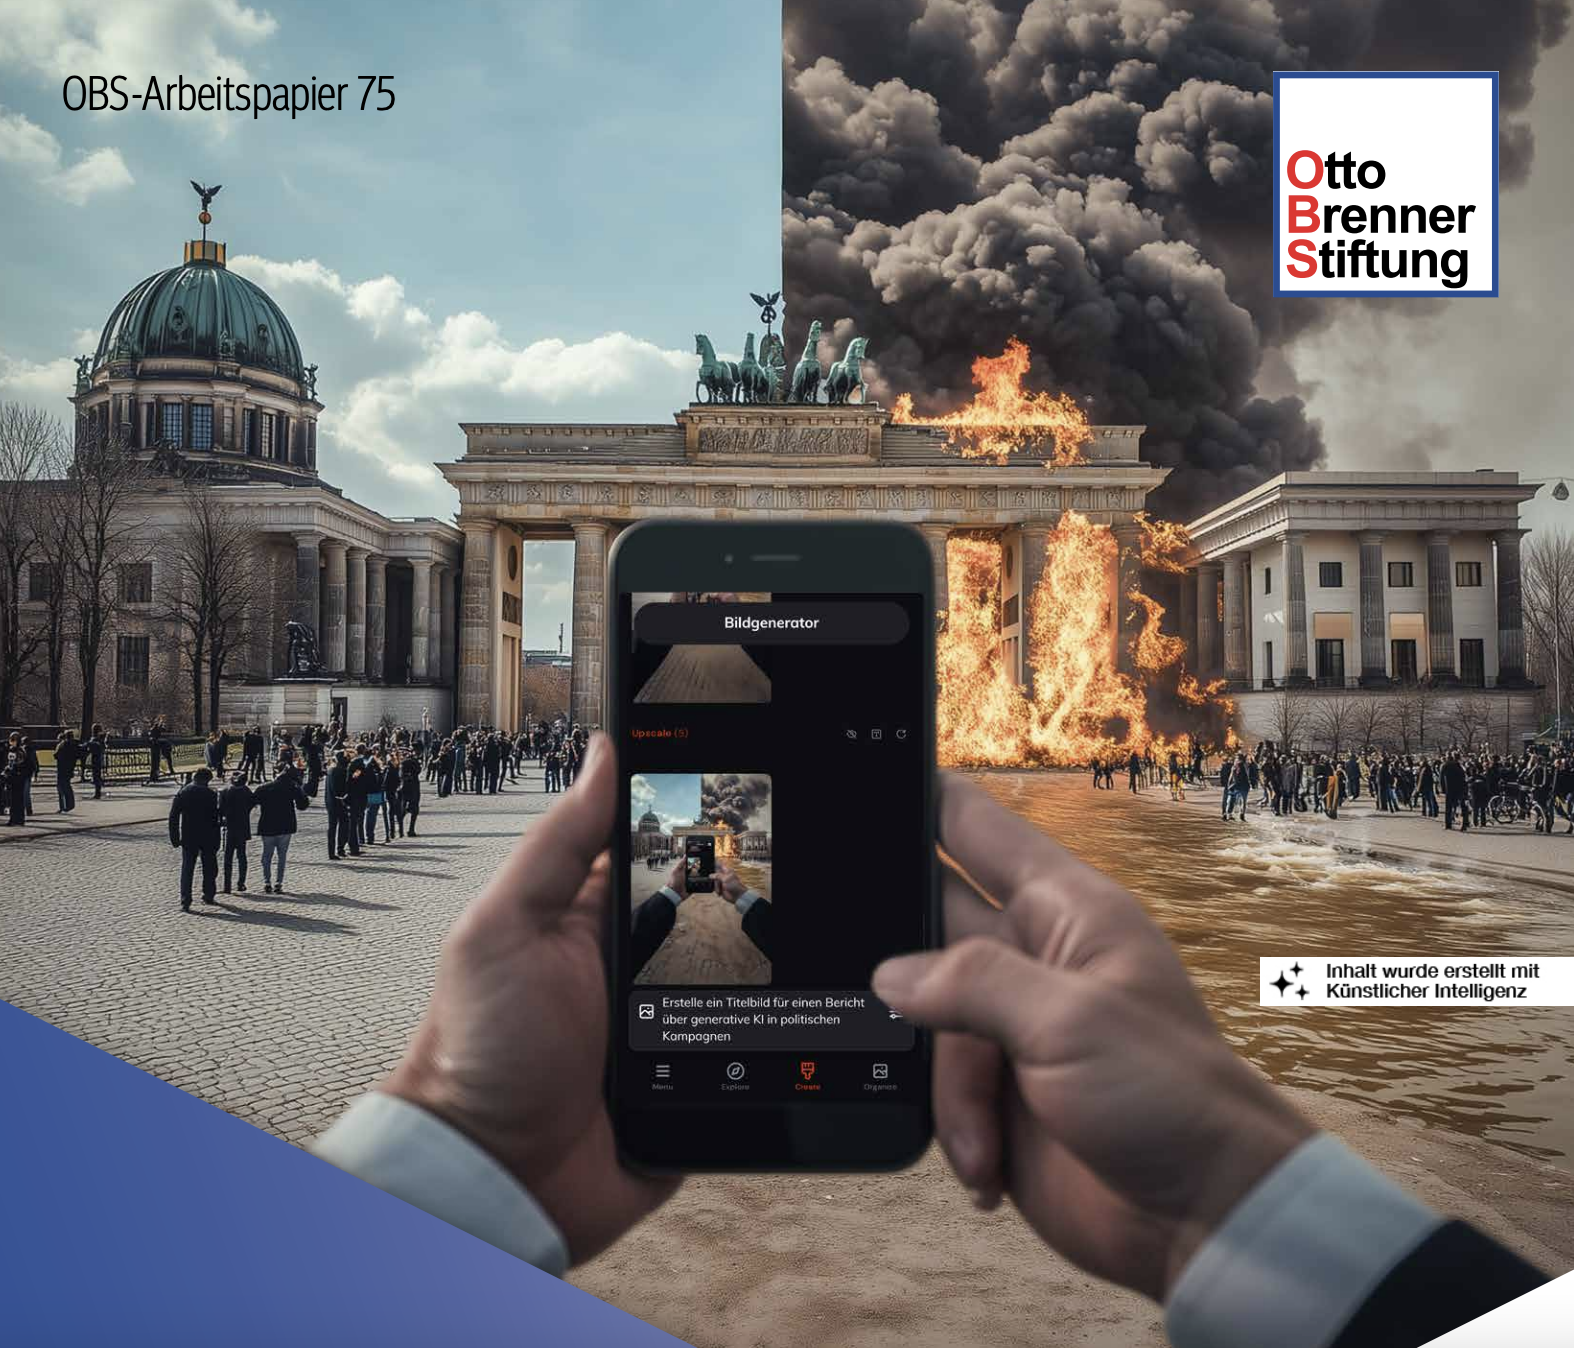 OBS-Arbeitspapier 75
Otto
Brenner
Stiftung
Bildgenerator
Upscale (5)
Inhalt wurde erstellt mit
Künstlicher Intelligenz
Erstelle ein Titelbild für einen Bericht
über generative KI in politischen
Kampagnen
Menu Explore Create Organize